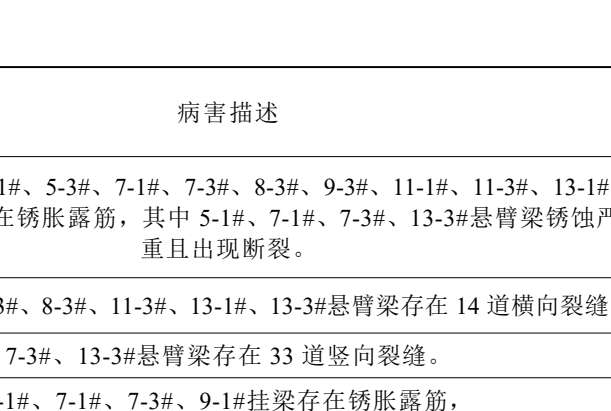 病害描述
1#、5-3#、7-1#、7-3#、8-3#、9-3#、11-1#、11-3#、13-1#
在锈胀露筋，其中 5-1#、7-1#、7-3#、13-3#悬臂梁锈蚀严
重且出现断裂。
3#、8-3#、11-3#、13-1#、13-3#悬臂梁存在 14 道横向裂缝
7-3#、13-3#悬臂梁存在 33 道竖向裂缝。
-1#、7-1#、7-3#、9-1#挂梁存在锈胀露筋，